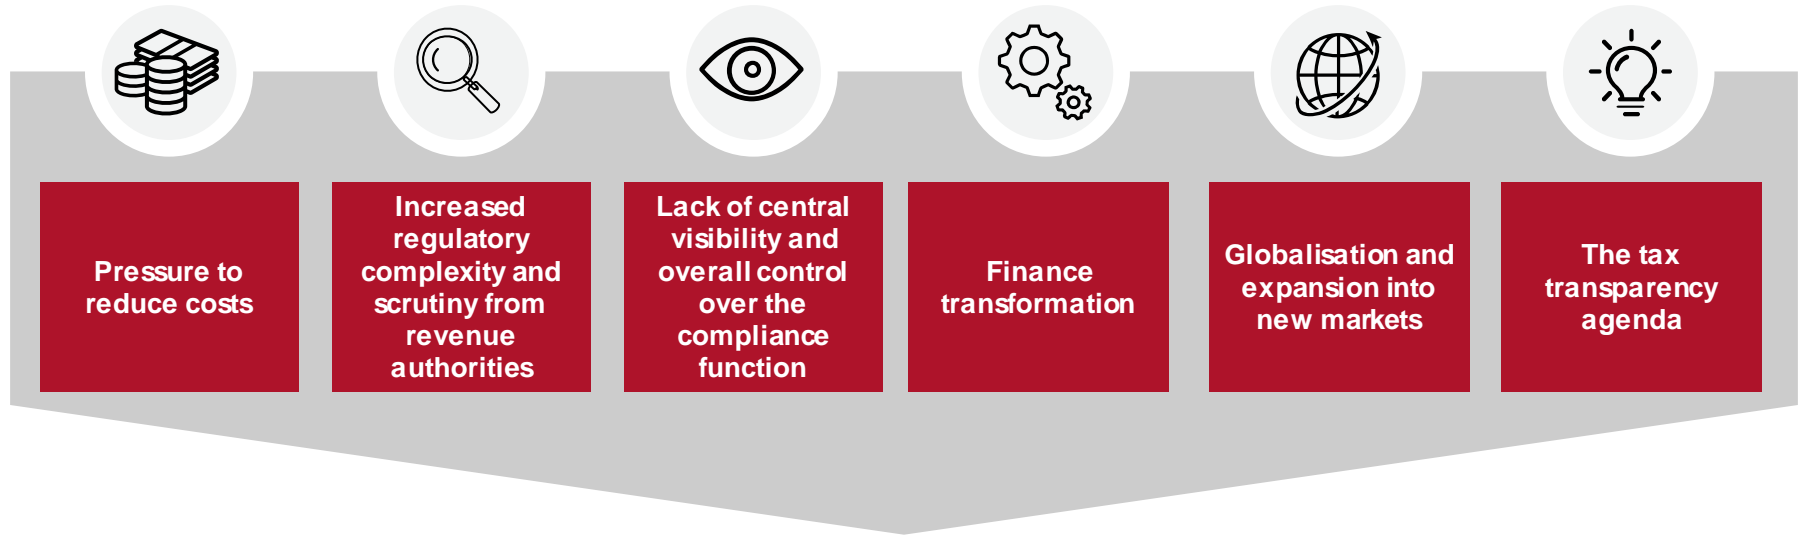 Pressure to
reduce costs
Increased
regulatory
complexity and
scrutiny from
revenue
authorities
Lack of central
visibility and
overall control
over the
compliance
function
Finance
transformation
Globalisation and
expansion into
new markets
The tax
transparency
agenda